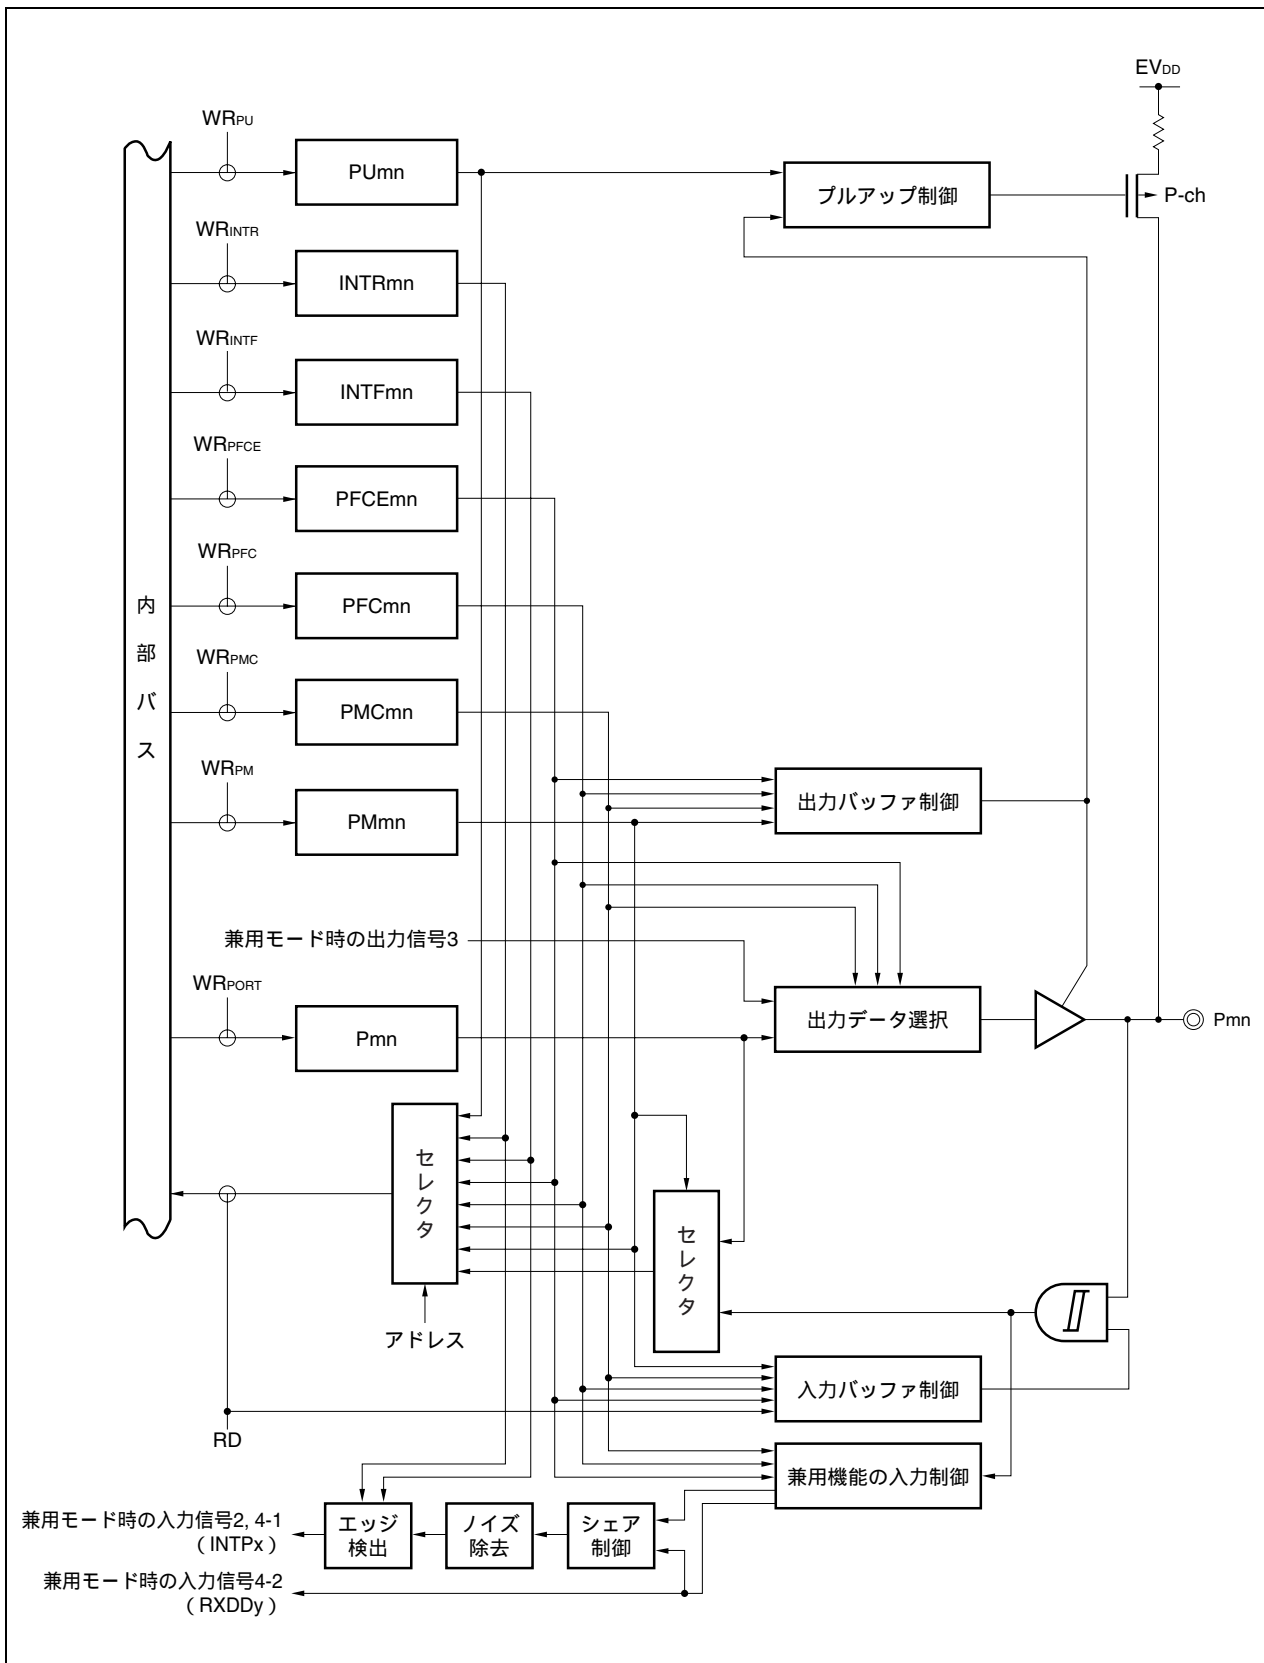 EVDD
WRPU
PUmn
プルアップ制御
P-ch
WRINTR
INTRmn
WRINTF
INTFmn
WRPFCE
PFCEmn
WRPFC
PFCmn
内部バス
WRPMC
PMCmn
WRPM
PMmn
出力バッファ制御
兼用モード時の出力信号3
WRPORT
Pmn
出力データ選択
Pmn
セレクタ
セレクタ
アドレス
入力バッファ制御
RD
兼用機能の入力制御
兼用モード時の入力信号2, 4-1
( INTPx )
エッジ
検出
ノイズ
除去
シェア
制御
兼用モード時の入力信号4-2
( RXDDy )